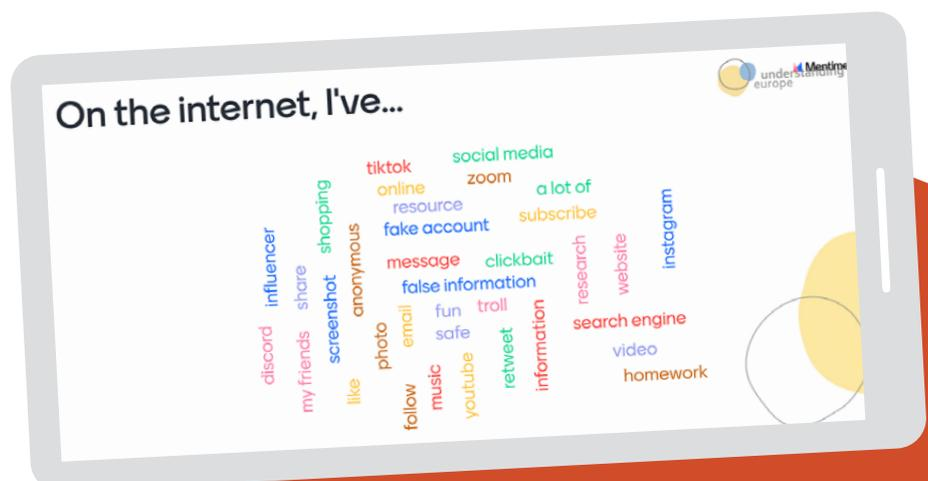 On the internet, I've...
understanding
europe
Mentime
tiktok
social media
online
zoom
resource
a lot of
fake account
subscribe
shopping
influencer
share
anonymous
screenshot
message
clickbait
false information
research
website
instagram
discord
my friends
photo
email
fun
troll
safe
like
follow
music
youtube
retweet
information
search engine
video
homework